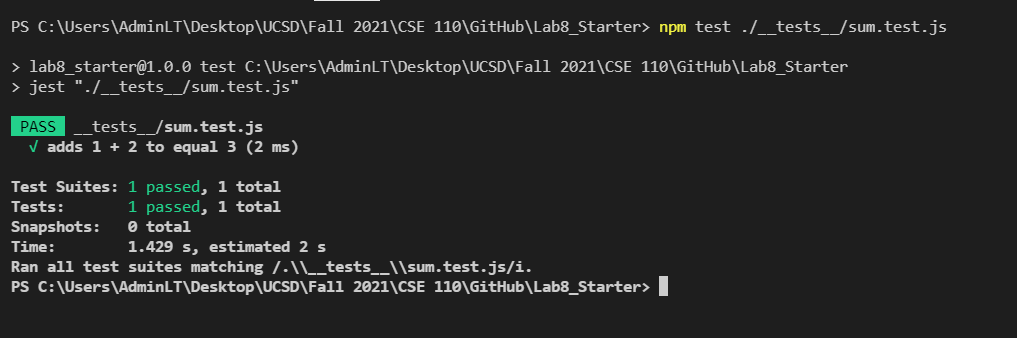 PS C:\Users\AdminLT\Desktop\UCSD\Fall 2021\CSE 110\GitHub\Lab8_Starter> npm test ./__tests__/sum.test.js
> lab8_starter@1.0.0 test C:\Users\AdminLT\Desktop\UCSD\Fall 2021\CSE 110\GitHub\Lab8_Starter
> jest "./__tests__/sum.test.js"
PASS __tests__/sum.test.js
√ adds 1 + 2 to equal 3 (2 ms)
Test Suites: 1 passed, 1 total
Tests:       1 passed, 1 total
Snapshots:   0 total
Time:        1.429 s, estimated 2 s
Ran all test suites matching /.\\__tests__\\sum.test.js/i.
PS C:\Users\AdminLT\Desktop\UCSD\Fall 2021\CSE 110\GitHub\Lab8_Starter>